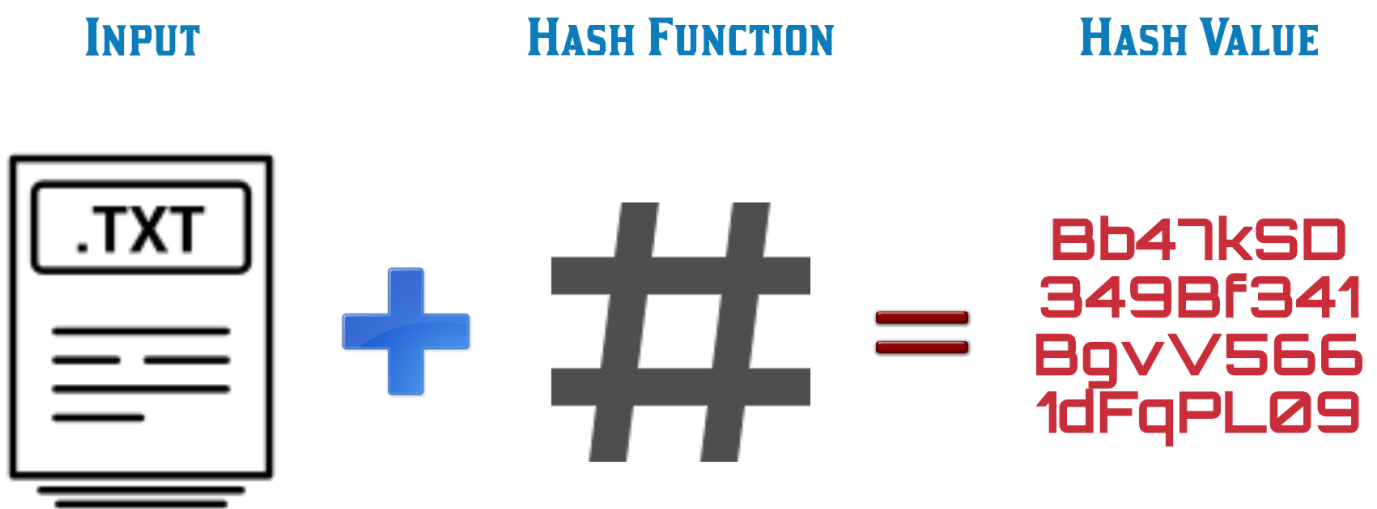 Input
Hash Function
Hash Value
.TXT
Bb47kSD
349Bf341
BgvV566
1dFqPL09